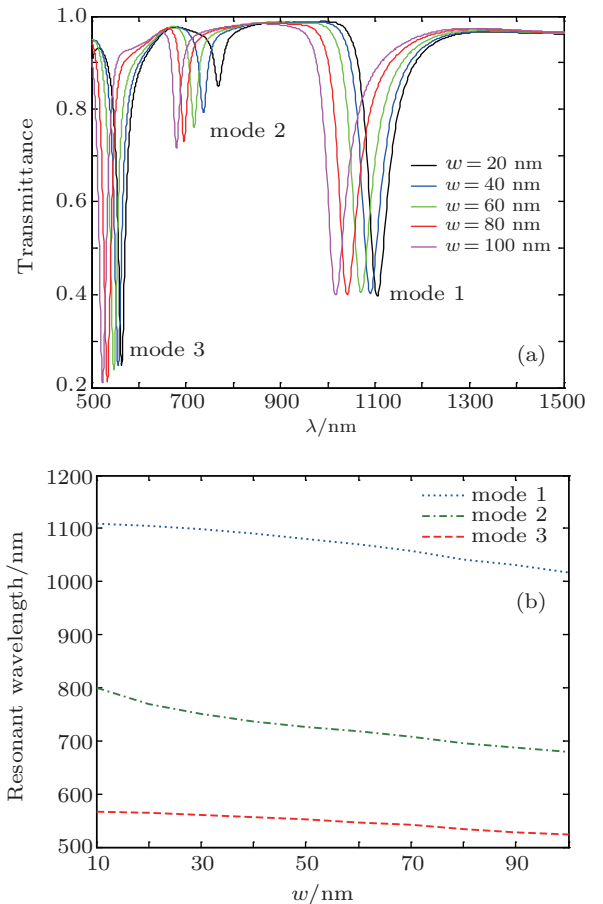 1.0
0.8
0.6
0.4
0.2
Transmittance
mode 2
w = 20 nm
w = 40 nm
w = 60 nm
w = 80 nm
w = 100 nm
mode 1
mode 3
(a)
500 700 900 1100 1300 1500
λ/nm
1200
1100
1000
900
800
700
600
500
Resonant wavelength/nm
mode 1
mode 2
mode 3
(b)
10 30 50 70 90
w/nm